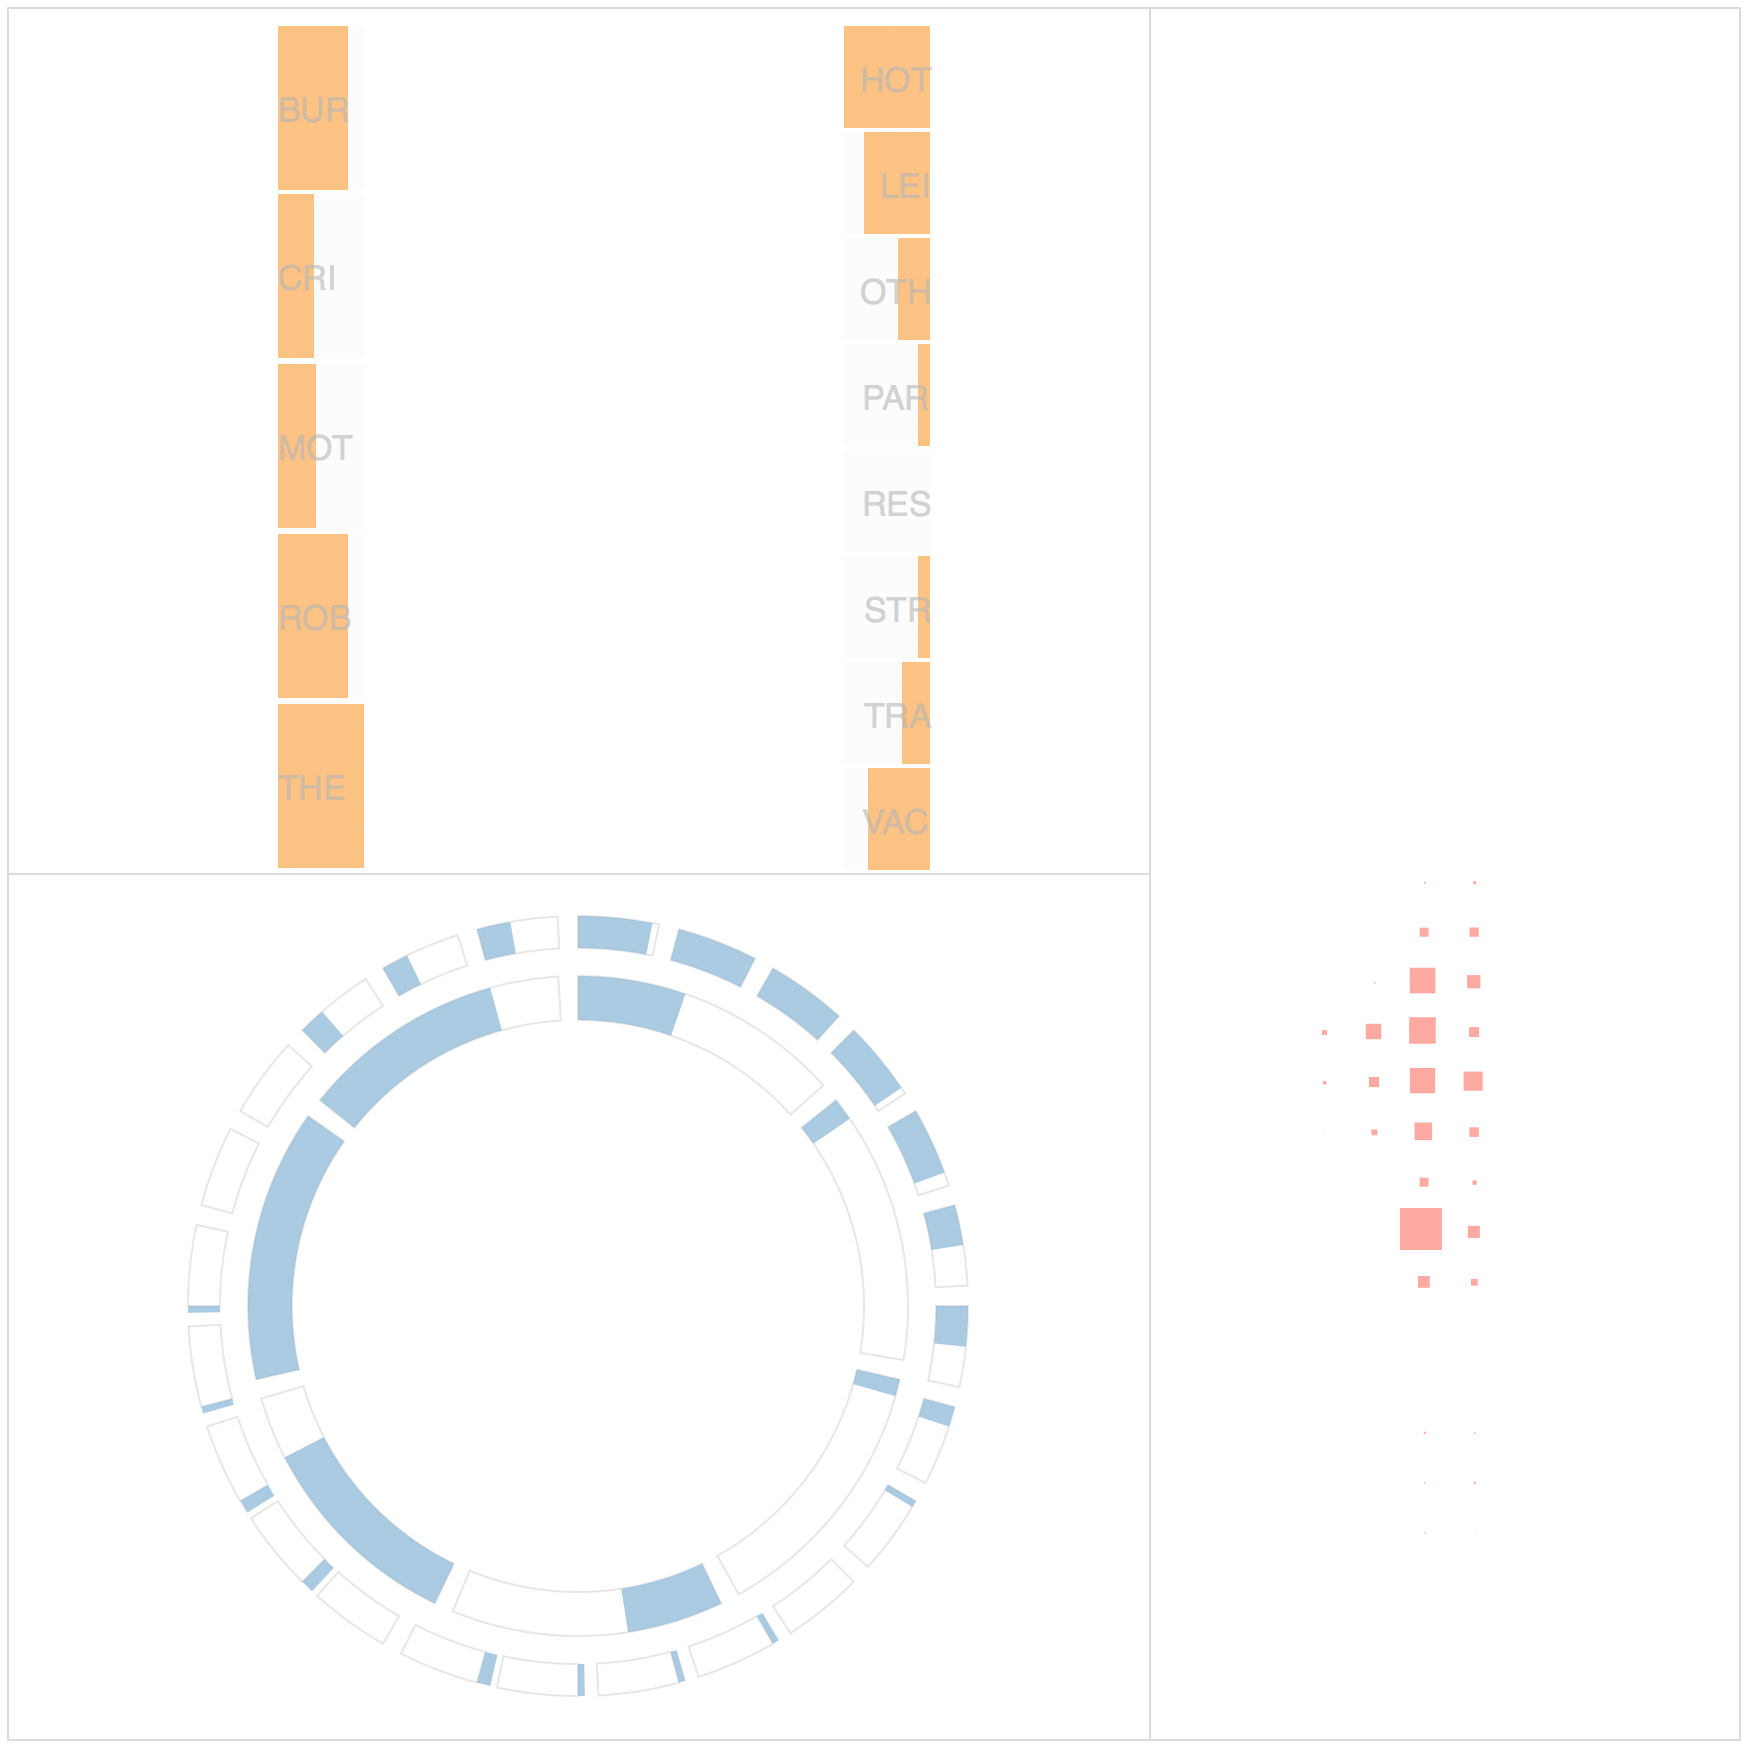 BUR
CRI
MOT
ROB
THE
HOT
LEI
OTH
PAR
RES
STR
TRA
VAC